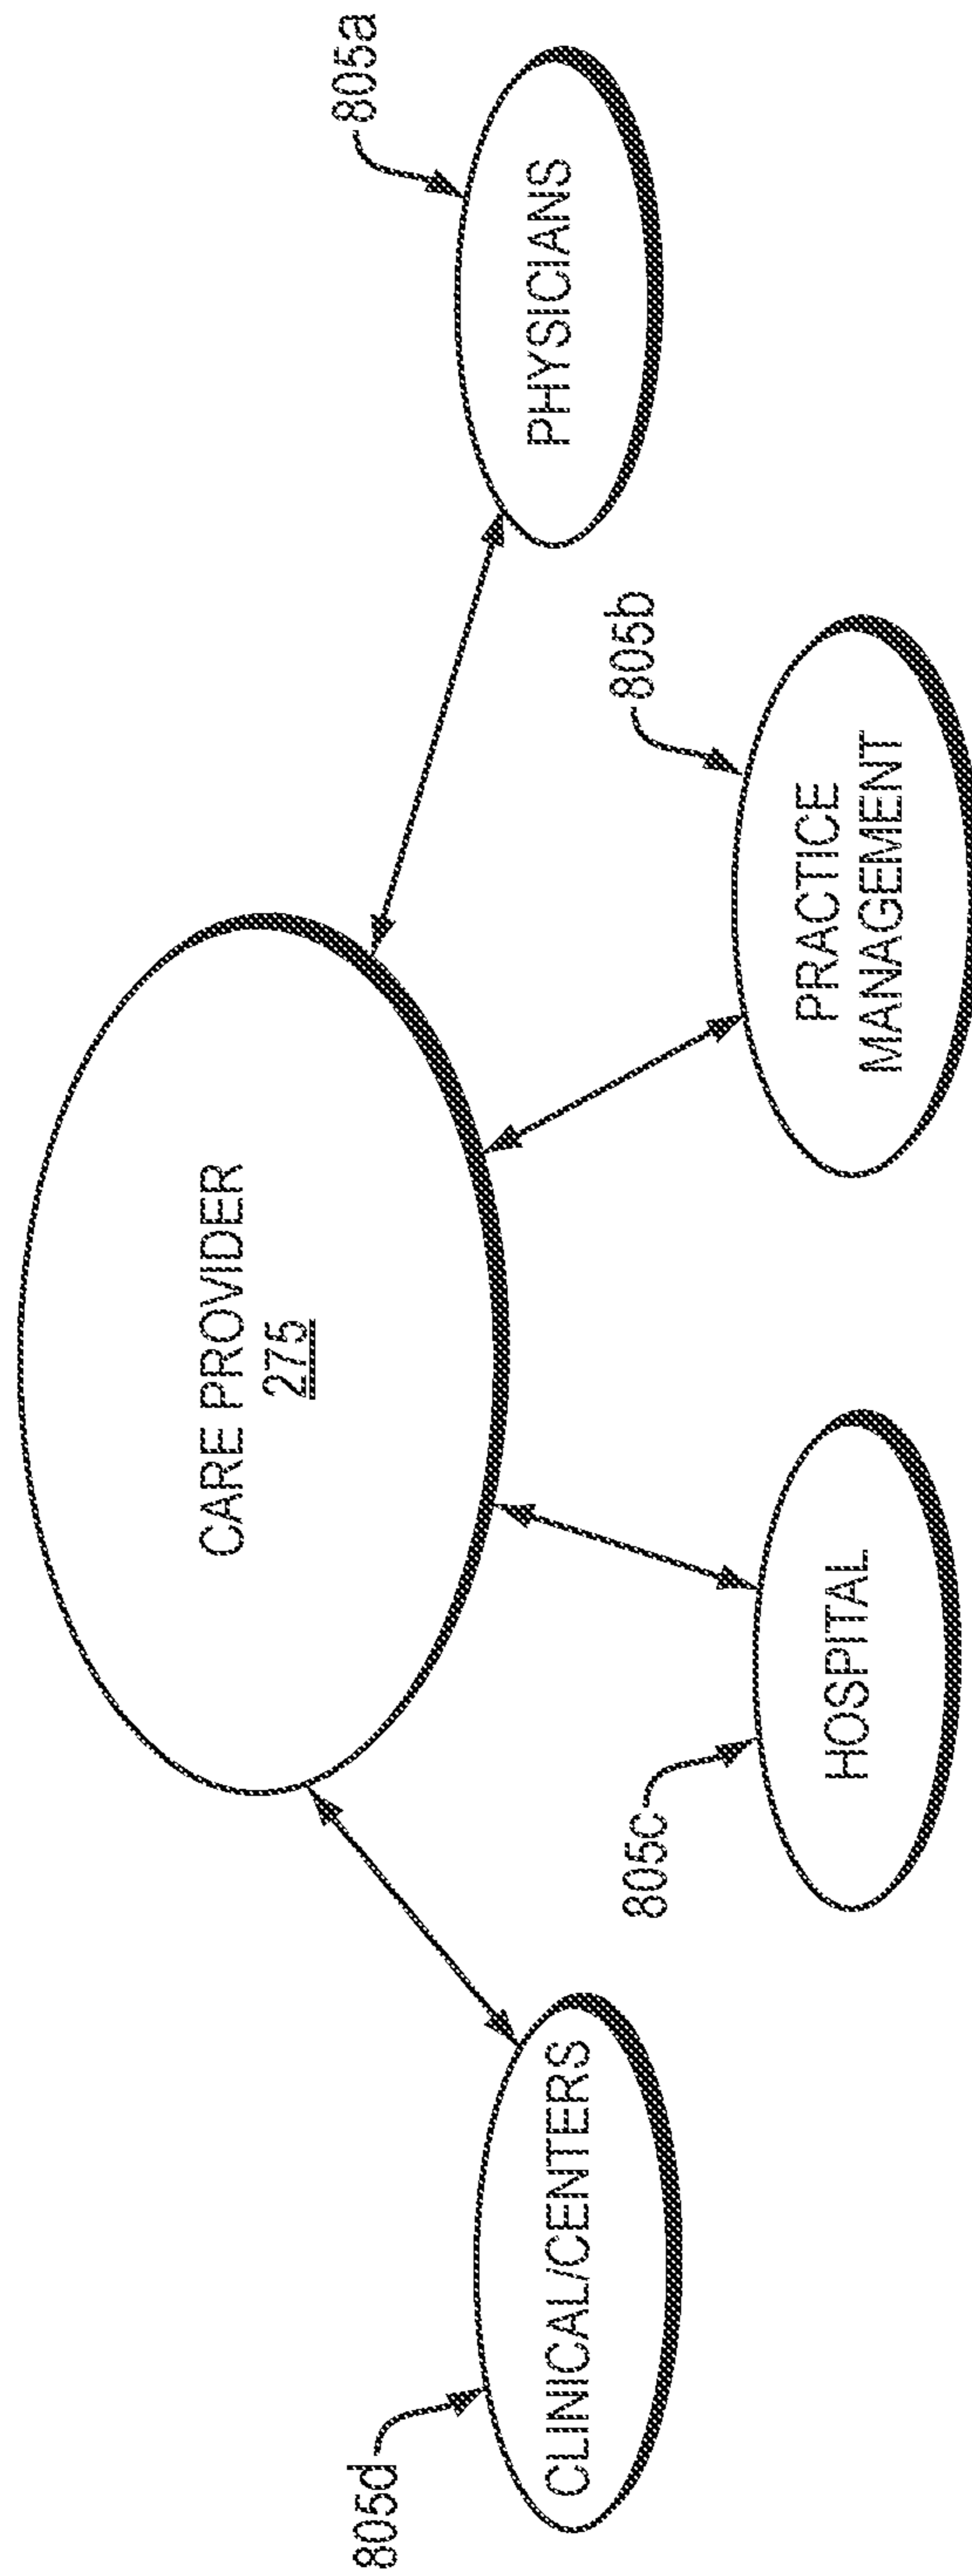 CARE PROVIDER
275
805d
CLINICAL/CENTERS
805c
HOSPITAL
805b
PRACTICE
MANAGEMENT
805a
PHYSICIANS